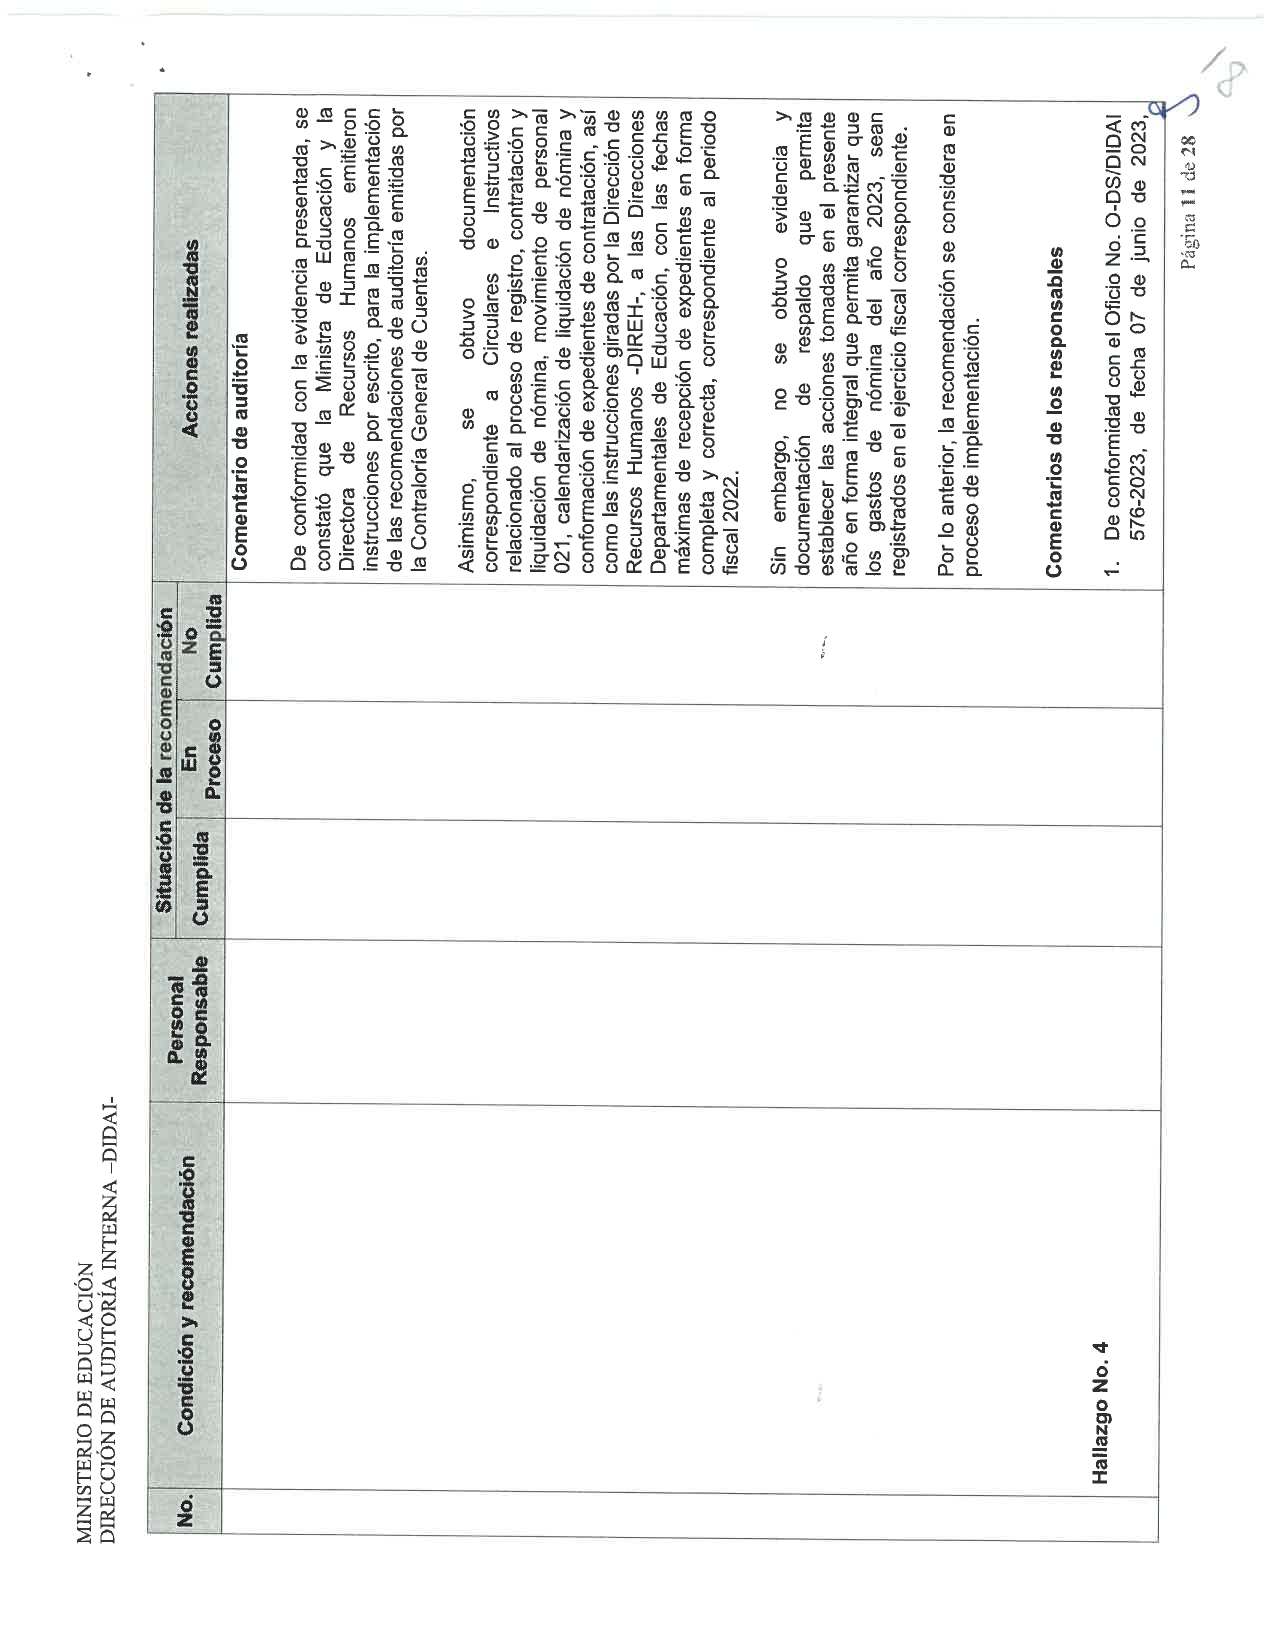 MINISTERIO DE EDUCACIÓN
DIRECCIÓN DE AUDITORÍA INTERNA –DIDAI-
No.
Condición y recomendación
Personal
Responsable
Situación de la recomendación
Cumplida
En
Proceso
No
Cumplida
Acciones realizadas
Hallazgo No. 4
Comentario de auditoría
De conformidad con la evidencia presentada, se
constató que la Ministra de Educación y la
Directora de Recursos Humanos emitieron
instrucciones por escrito, para la implementación
de las recomendaciones de auditoría emitidas por
la Contraloría General de Cuentas.
Asimismo, se obtuvo documentación
correspondiente a Circulares e Instructivos
relacionado al proceso de registro, contratación y
liquidación de nómina, movimiento de personal
021, calendarización de liquidación de nómina y
conformación de expedientes de contratación, así
como las instrucciones giradas por la Dirección de
Recursos Humanos -DIREH-, a las Direcciones
Departamentales de Educación, con las fechas
máximas de recepción de expedientes en forma
completa y correcta, correspondiente al periodo
fiscal 2022.
Sin embargo, no se obtuvo evidencia y
documentación de respaldo que permita
establecer las acciones tomadas en el presente
año en forma integral que permita garantizar que
los gastos de nómina del año 2023, sean
registrados en el ejercicio fiscal correspondiente.
Por lo anterior, la recomendación se considera en
proceso de implementación.
Comentarios de los responsables
1. De conformidad con el Oficio No. O-DS/DIDAI
576-2023, de fecha 07 de junio de 2023,
Página 11 de 28
18